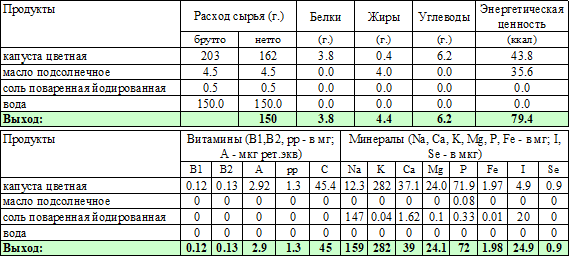 Продукты Расход сырья (г.) Белки Жиры Углеводы Энергетическая ценность
брутто нетто (г.) (г.) (г.) (ккал)
капуста цветная 203 162 3.8 0.4 6.2 43.8
масло подсолнечное 4.5 4.5 0.0 4.0 0.0 35.6
соль поваренная йодированная 0.5 0.5 0.0 0.0 0.0 0.0
вода 150.0 150.0 0.0 0.0 0.0 0.0
Выход: 150 3.8 4.4 6.2 79.4
Продукты Витамины (B1,B2, pp - в мг; A - мкг рет.экв) Минералы (Na, Ca, K, Mg, P, Fe - в мг; I, Se - в мкг)
B1 B2 A pp C Na K Ca Mg P Fe I Se
капуста цветная 0.12 0.13 2.92 1.3 45.4 12.3 282 37.1 24.0 71.9 1.97 4.9 0.9
масло подсолнечное 0 0 0 0 0 0 0 0 0 0.08 0 0 0
соль поваренная йодированная 0 0 0 0 0 147 0.04 1.62 0.1 0.33 0.01 20 0
вода 0 0 0 0 0 0 0 0 0 0 0 0 0
Выход: 0.12 0.13 2.9 1.3 45 159 282 39 24.1 72 1.98 24.9 0.9